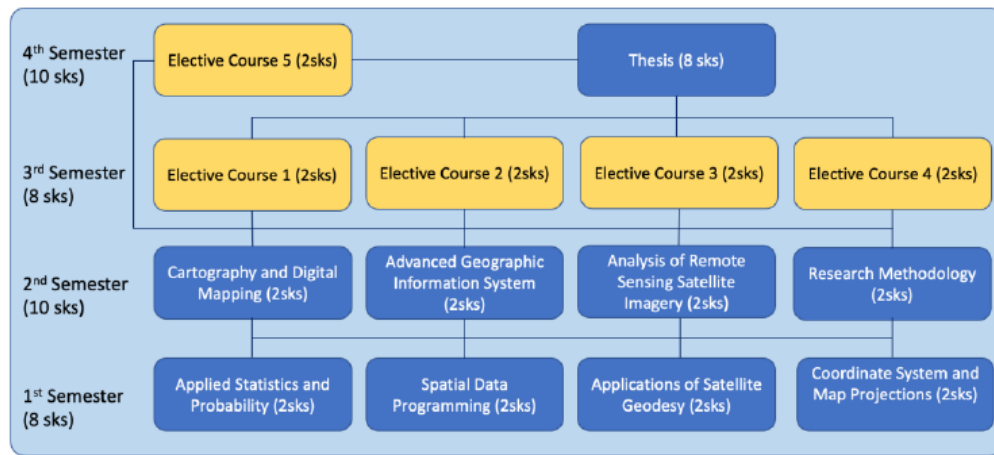 4th Semester
(10 sks)
Elective Course 5 (2sks)
Thesis (8 sks)
3rd Semester
(8 sks)
Elective Course 1 (2sks)
Elective Course 2 (2sks)
Elective Course 3 (2sks)
Elective Course 4 (2sks)
2nd Semester
(10 sks)
Cartography and Digital
Mapping (2sks)
Advanced Geographic
Information System
(2sks)
Analysis of Remote
Sensing Satellite
Imagery (2sks)
Research Methodology
(2sks)
1st Semester
(8 sks)
Applied Statistics and
Probability (2sks)
Spatial Data
Programming (2sks)
Applications of Satellite
Geodesy (2sks)
Coordinate System and
Map Projections (2sks)